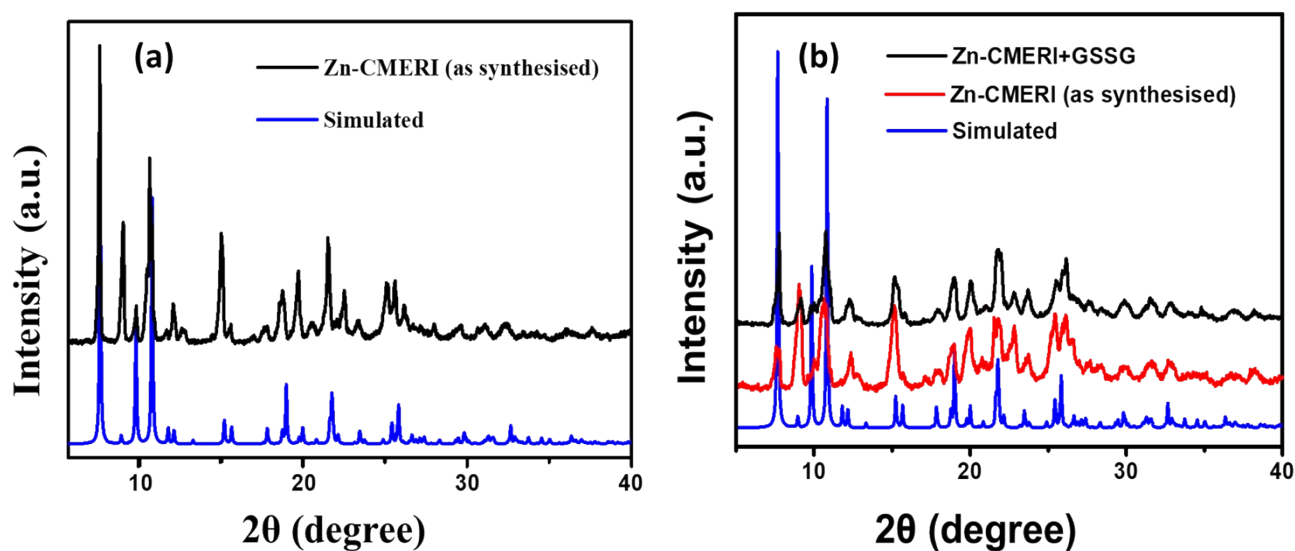 (a)
Zn-CMERI (as synthesised)
Simulated
Intensity (a.u.)
10
20
30
40
2θ (degree)
(b)
Zn-CMERI+GSSG
Zn-CMERI (as synthesised)
Simulated
Intensity (a.u.)
10
20
30
40
2θ (degree)